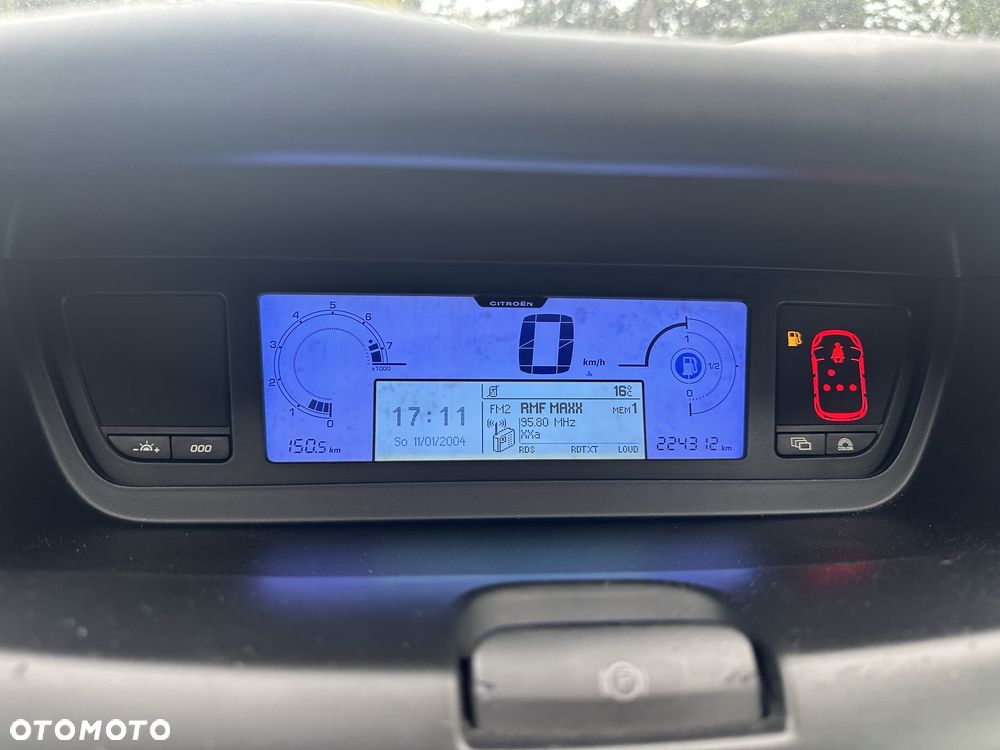 CITROËN
0 1 2 3 4 5 6 7
x1000
0
km/h
1
1/2
0
16°C
17:11
FM2 RMF MAXX MEM1
95.80 MHz
XXa
So 11/01/2004
RDS RDTXT LOUD
150.5 km
224312 km
000
COLOR
OTOMOTO